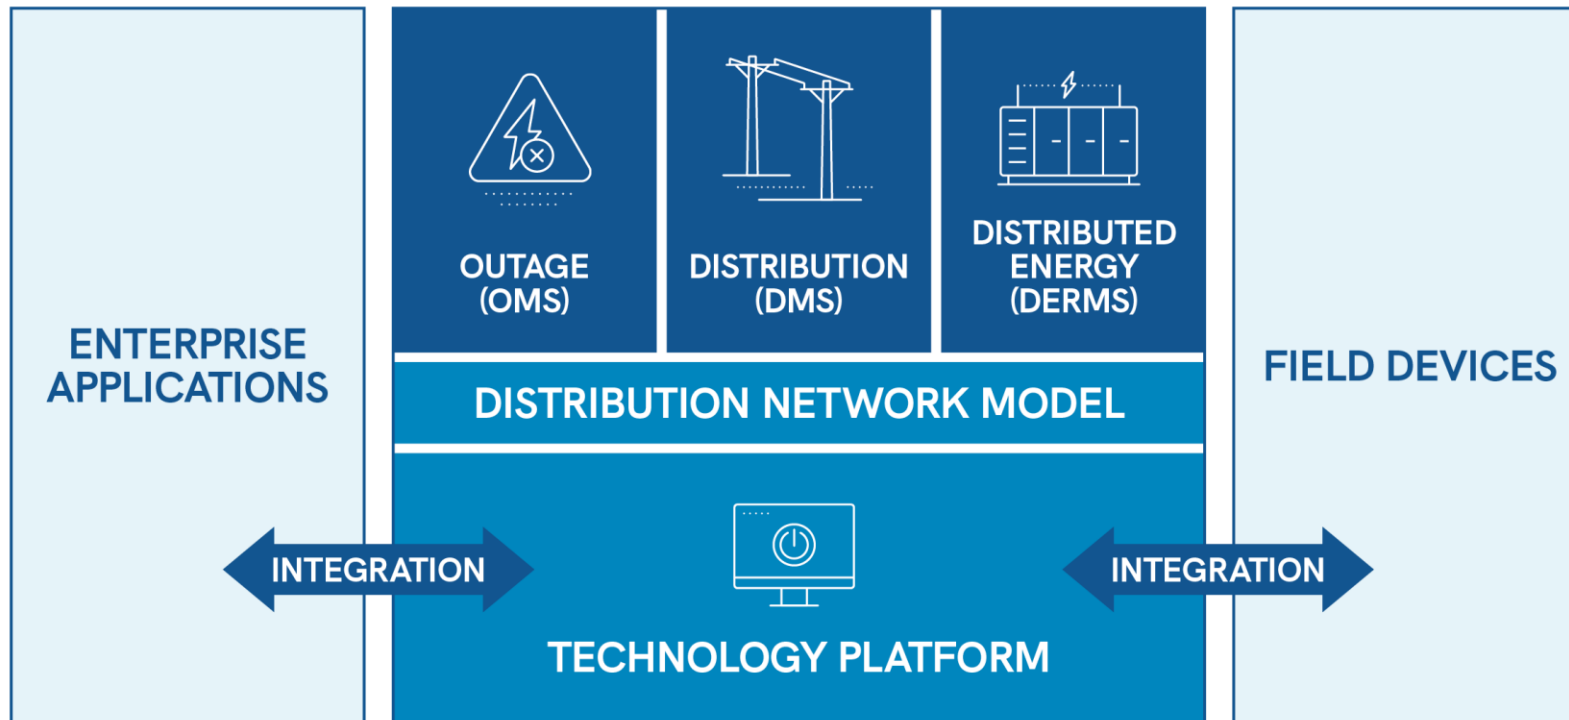 ENTERPRISE
APPLICATIONS
OUTAGE
(OMS)
DISTRIBUTION
(DMS)
DISTRIBUTED
ENERGY
(DERMS)
DISTRIBUTION NETWORK MODEL
INTEGRATION
TECHNOLOGY PLATFORM
INTEGRATION
FIELD DEVICES